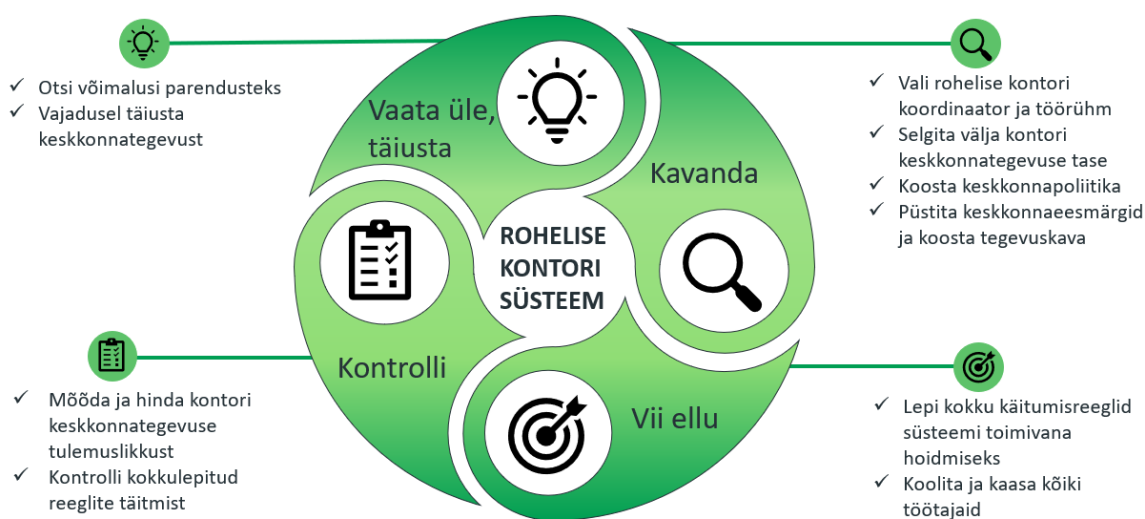 ✓ Otsi võimalusi parendusteks
✓ Vajadusel täiusta
keskkonnategevust
Vaata üle,
täiusta
Kavanda
✓ Vali rohelise kontori
koordinaator ja töörühm
✓ Selgita välja kontori
keskkonnategevuse tase
✓ Koosta keskkonnapoliitika
✓ Püstita keskkonnaeesmärgid
ja koosta tegevuskava
ROHELISE
KONTORI
SÜSTEEM
Kontrolli
Vii ellu
✓ Mõõda ja hinda kontori
keskkonnategevuse
tulemuslikkust
✓ Kontrolli kokkulepitud
reeglite täitmist
✓ Lepi kokku käitumisreeglid
süsteemi toimivana
hoidmiseks
✓ Koolita ja kaasa kõiki
töötajaid